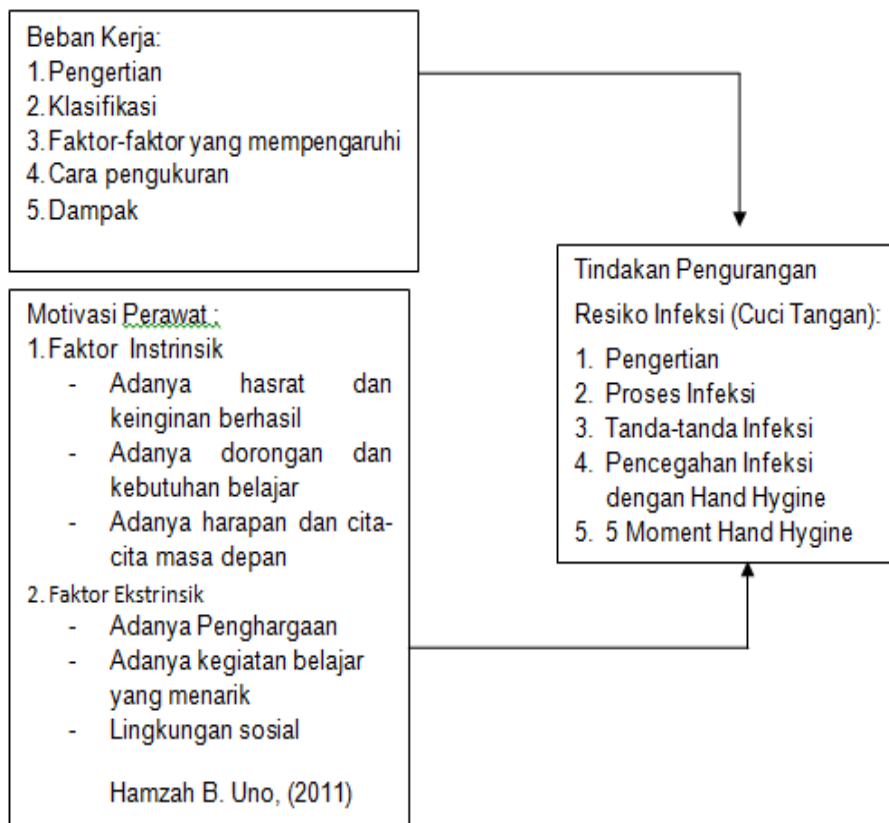 Beban Kerja:
1. Pengertian
2. Klasifikasi
3. Faktor-faktor yang mempengaruhi
4. Cara pengukuran
5. Dampak
Motivasi Perawat :
1. Faktor Instrinsik
- Adanya hasrat dan
keinginan berhasil
- Adanya dorongan dan
kebutuhan belajar
- Adanya harapan dan cita-
cita masa depan
2. Faktor Ekstrinsik
- Adanya Penghargaan
- Adanya kegiatan belajar
yang menarik
- Lingkungan sosial
Hamzah B. Uno, (2011)
Tindakan Pengurangan
Resiko Infeksi (Cuci Tangan):
1. Pengertian
2. Proses Infeksi
3. Tanda-tanda Infeksi
4. Pencegahan Infeksi
dengan Hand Hygine
5. 5 Moment Hand Hygine